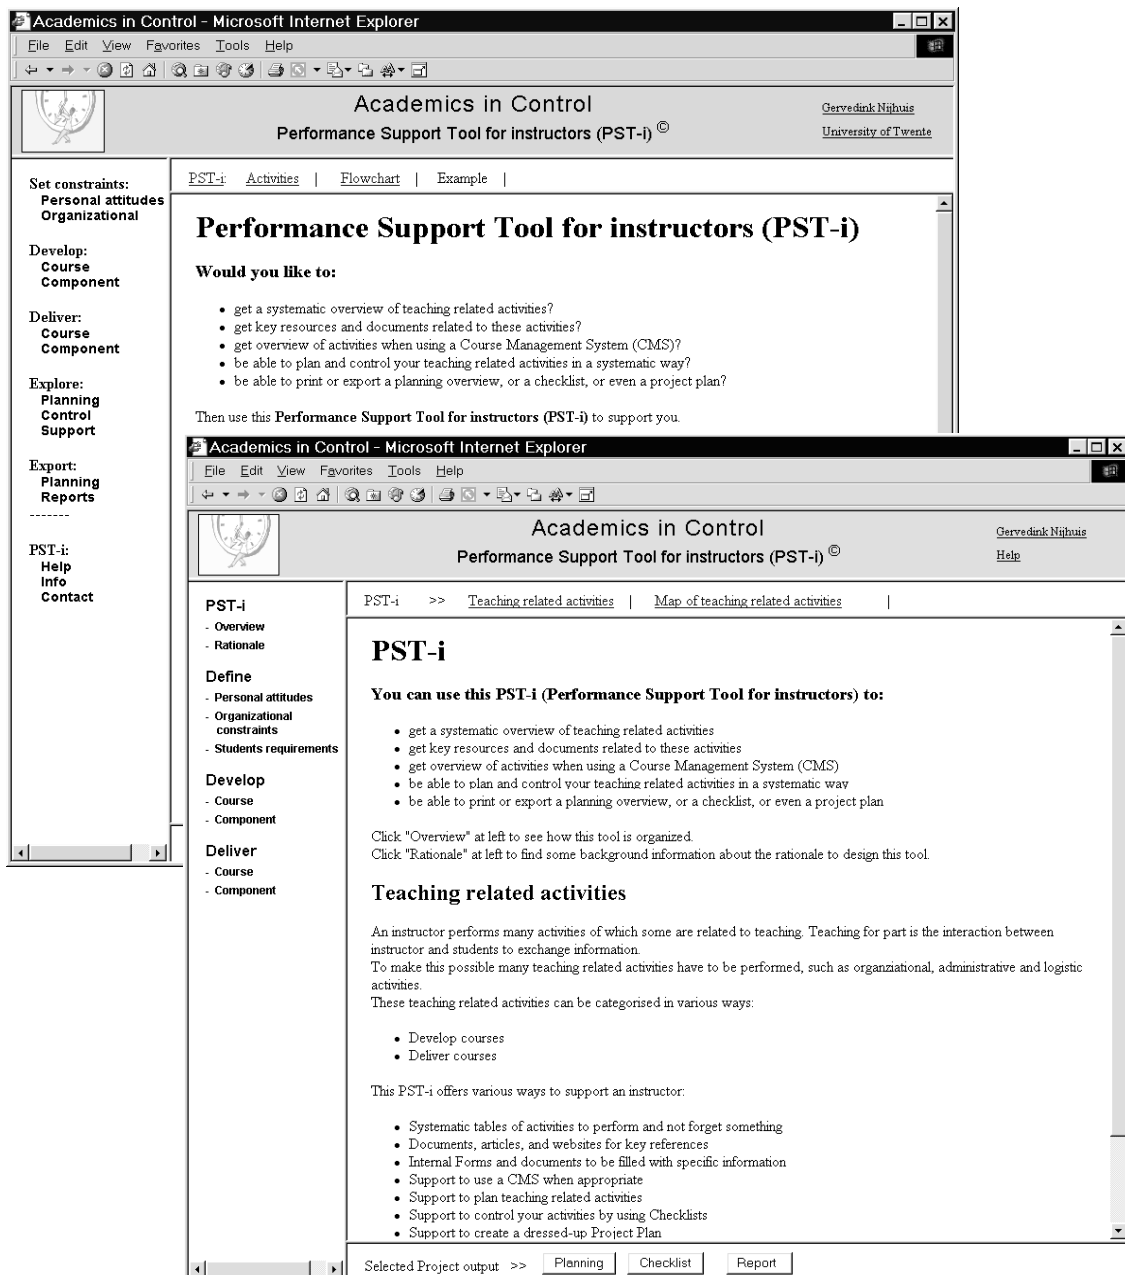 Academics in Control - Microsoft Internet Explorer
File Edit View Favorites Tools Help
Academics in Control
Performance Support Tool for instructors (PST-i) ©
Gervedink Nijhuis
University of Twente
Set constraints:
Personal attitudes
Organizational
Develop:
Course
Component
Deliver:
Course
Component
Explore:
Planning
Control
Support
Export:
Planning
Reports
-------
PST-i:
Help
Info
Contact
PST-i: Activities | Flowchart | Example |
Performance Support Tool for instructors (PST-i)
Would you like to:
• get a systematic overview of teaching related activities?
• get key resources and documents related to these activities?
• get overview of activities when using a Course Management System (CMS)?
• be able to plan and control your teaching related activities in a systematic way?
• be able to print or export a planning overview, or a checklist, or even a project plan?
Then use this Performance Support Tool for instructors (PST-i) to support you.
Academics in Control - Microsoft Internet Explorer
File Edit View Favorites Tools Help
Academics in Control
Performance Support Tool for instructors (PST-i) ©
Gervedink Nijhuis
Help
PST-i
- Overview
- Rationale
Define
- Personal attitudes
- Organizational
constraints
- Students requirements
Develop
- Course
- Component
Deliver
- Course
- Component
PST-i >> Teaching related activities | Map of teaching related activities |
PST-i
You can use this PST-i (Performance Support Tool for instructors) to:
• get a systematic overview of teaching related activities
• get key resources and documents related to these activities
• get overview of activities when using a Course Management System (CMS)
• be able to plan and control your teaching related activities in a systematic way
• be able to print or export a planning overview, or a checklist, or even a project plan
Click "Overview" at left to see how this tool is organized.
Click "Rationale" at left to find some background information about the rationale to design this tool.
Teaching related activities
An instructor performs many activities of which some are related to teaching. Teaching for part is the interaction between
instructor and students to exchange information.
To make this possible many teaching related activities have to be performed, such as organziational, administrative and logistic
activities.
These teaching related activities can be categorised in various ways:
• Develop courses
• Deliver courses
This PST-i offers various ways to support an instructor:
• Systematic tables of activities to perform and not forget something
• Documents, articles, and websites for key references
• Internal Forms and documents to be filled with specific information
• Support to use a CMS when appropriate
• Support to plan teaching related activities
• Support to control your activities by using Checklists
• Support to create a dressed-up Project Plan
Selected Project output >> Planning Checklist Report